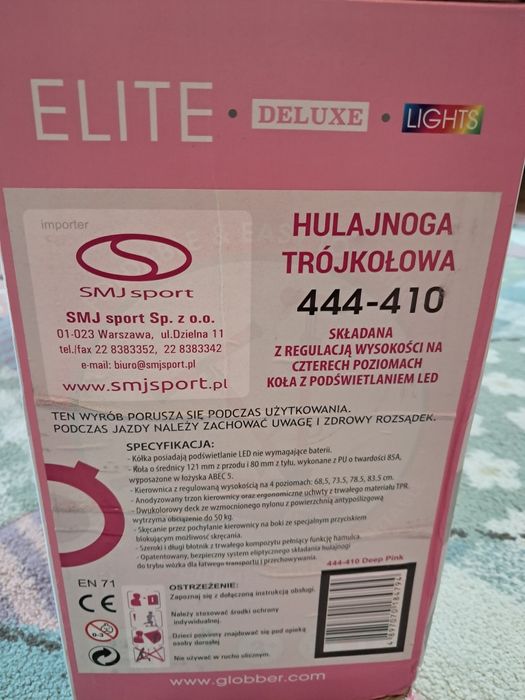 ELITE • DELUXE • LIGHTS
importer
SMJ sport
SMJ sport Sp. z o.o.
01-023 Warszawa, ul.Dzielna 11
tel./fax 22 8383352, 22 8383342
e-mail: biuro@smjsport.pl
www.smjsport.pl
HULAJNOGA
TRÓJKOŁOWA
444-410
SKŁADANA
Z REGULACJĄ WYSOKOŚCI NA
CZTERECH POZIOMACH
KOŁA Z PODŚWIETLANIEM LED
TEN WYRÓB PORUSZA SIĘ PODCZAS UŻYTKOWANIA.
PODCZAS JAZDY NALEŻY ZACHOWAĆ UWAGĘ I ZDROWY ROZSĄDEK.
SPECYFIKACJA:
- Kółka posiadają podświetlanie LED nie wymagające baterii.
- Koła o średnicy 121 mm z przodu i 80 mm z tyłu, wykonane z PU o twardości 85A,
wyposażone w łożyska ABEC 5.
- Kierownica z regulowaną wysokością na 4 poziomach: 68,5, 73.5, 78.5, 83.5 cm.
- Anodyzowany trzon kierownicy oraz ergonomiczne uchwyty z trwałego materiału TPR.
- Dwukolorowy deck ze wzmocnionego nylonu z powierzchnią antypoślizgową
wytrzyma obciążenie do 50 kg.
- Skręcanie przez pochylanie kierownicy na boki ze specjalnym przyciskiem
blokującym możliwość skręcania.
- Szeroki i długi błotnik z trwałego kompozytu pełniący funkcję hamulca.
- Opatentowany, bezpieczny system eliptycznego składania hulajnogi
do trybu wózka dla łatwego transportu i przechowywania.
444-410 Deep Pink
EN 71
CE
0-3
OSTRZEŻENIE:
Zapoznaj się z dołączoną instrukcją obsługi.
Należy stosować środki ochrony
indywidualnej.
Dzieci powinny znajdować się pod opieką
osoby dorosłej
Nie używać w ruchu ulicznym.
www.globber.com